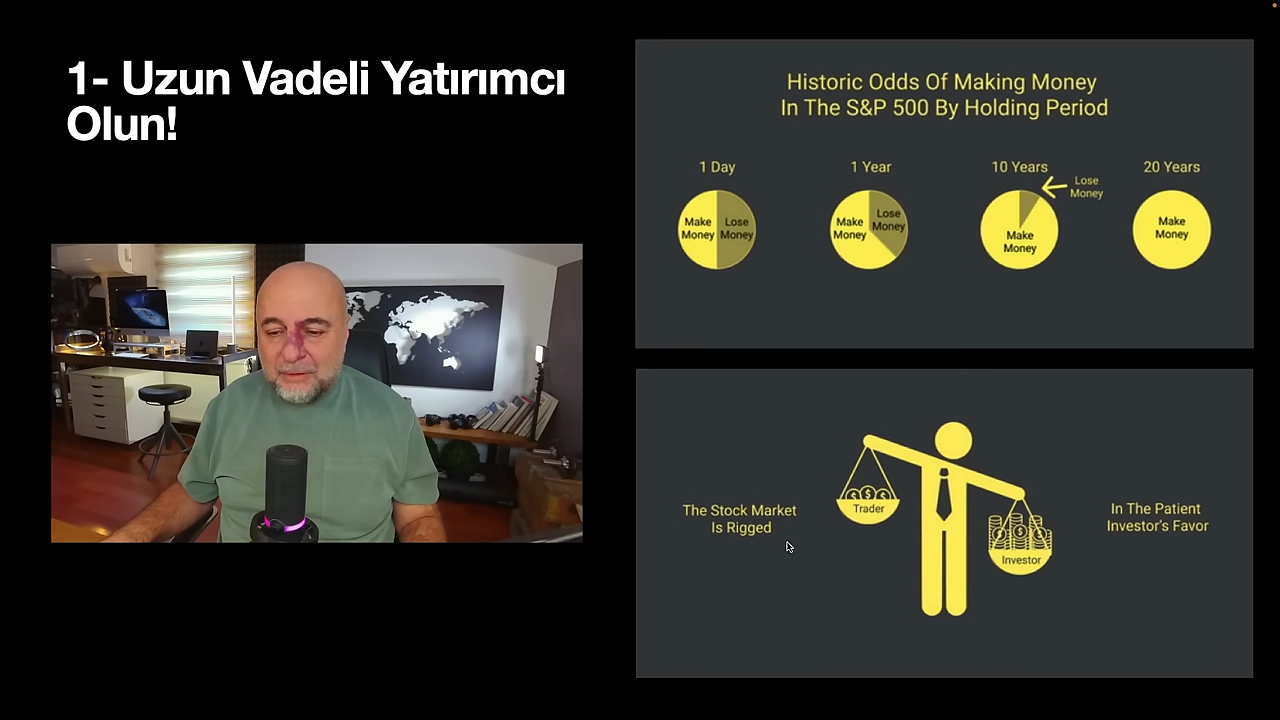 1- Uzun Vadeli Yatırımcı
Olun!
Historic Odds Of Making Money
In The S&P 500 By Holding Period
1 Day
1 Year
10 Years
20 Years
Make
Money
Lose
Money
Make
Money
Lose
Money
Lose
Money
Make
Money
Make
Money
The Stock Market
Is Rigged
$ $ $
Trader
$ $ $
Investor
In The Patient
Investor's Favor